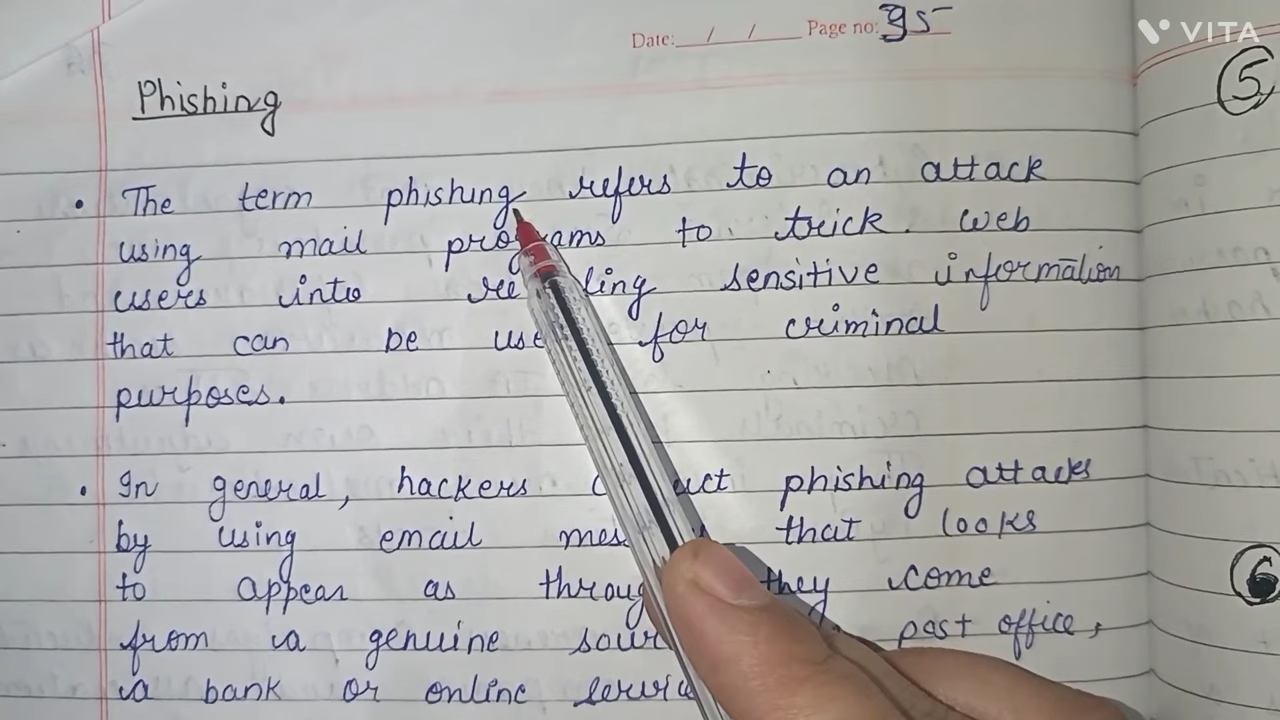 Date: / / Page no: 95
VITA
5
Phishing
• The term phishing refers to an attack
using mail programs to trick web
users into sensitive information
that can be for criminal
purposes.
• In general, hackers phishing attacks
by using email that looks
to appear as they come
from a genuine post office,
a bank or online
6